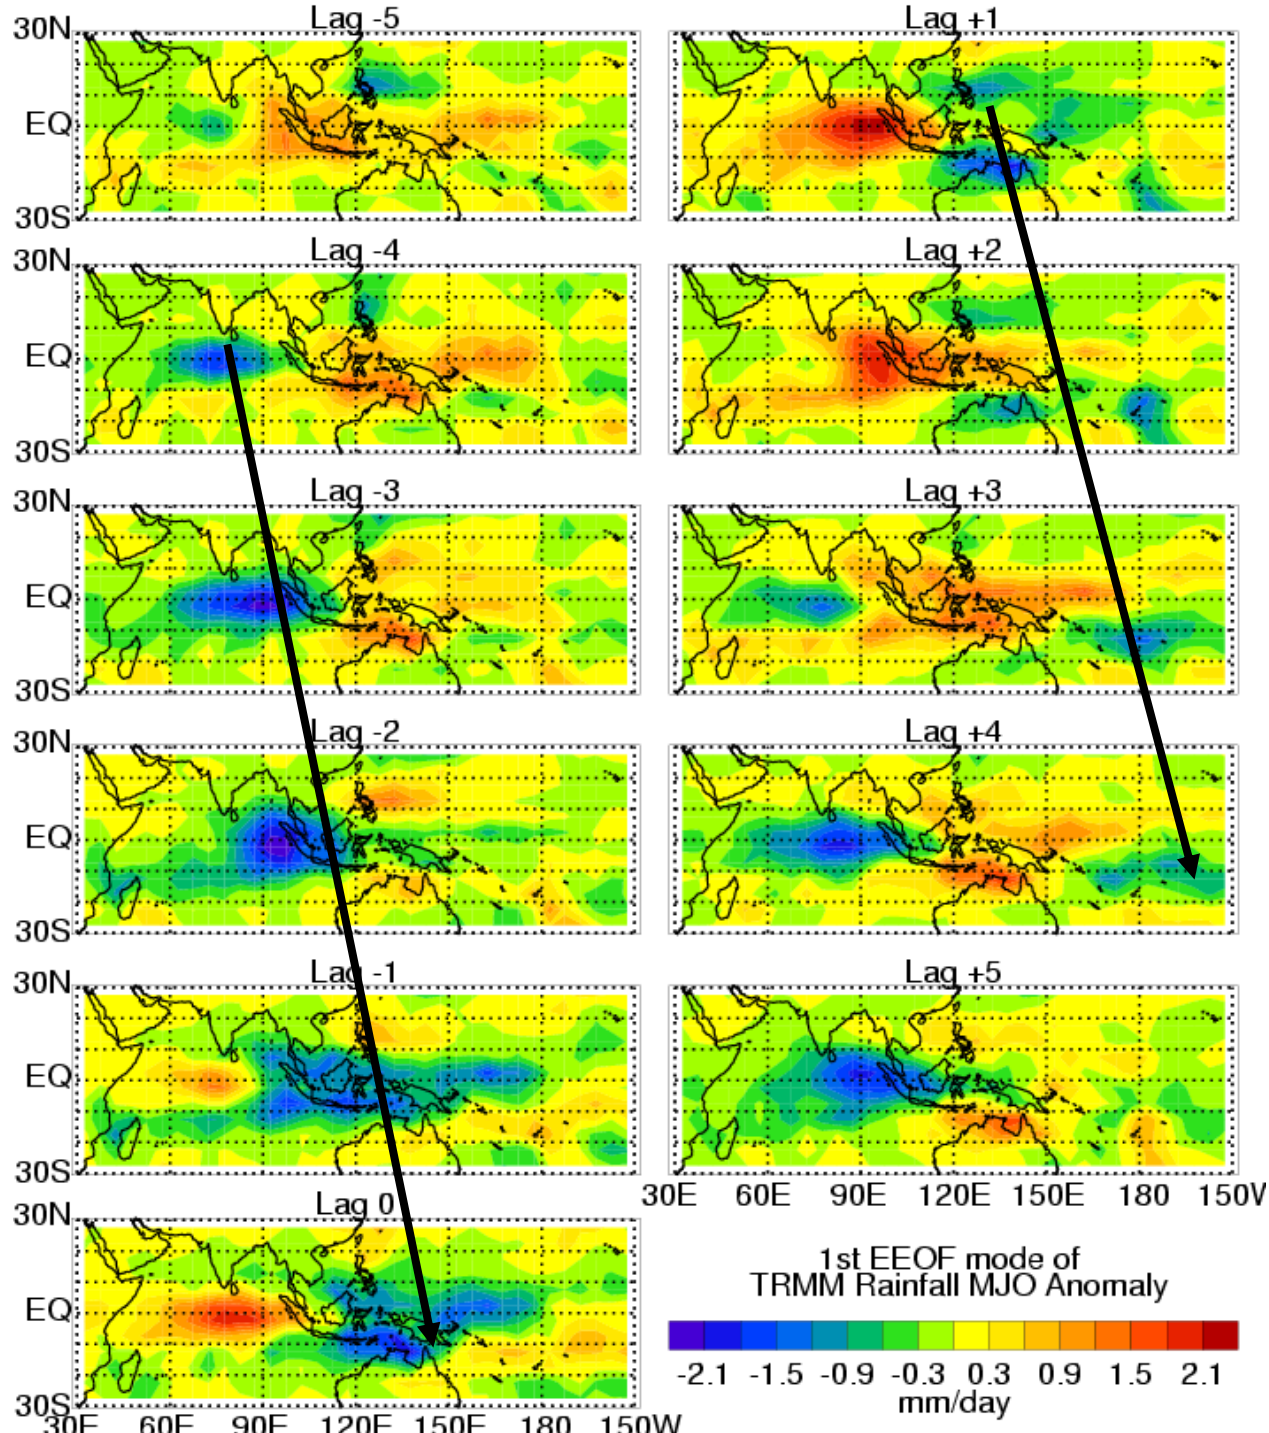 Lag -5
30N
EQ
30S
Lag -4
30N
EQ
30S
Lag -3
30N
EQ
30S
Lag -2
30N
EQ
30S
Lag -1
30N
EQ
30S
Lag 0
30N
EQ
30S
30E 60E 90E 120E 150E 180 150W
Lag +1
Lag +2
Lag +3
Lag +4
Lag +5
30E 60E 90E 120E 150E 180 150W
1st EEOF mode of
TRMM Rainfall MJO Anomaly
-2.1 -1.5 -0.9 -0.3 0.3 0.9 1.5 2.1
mm/day